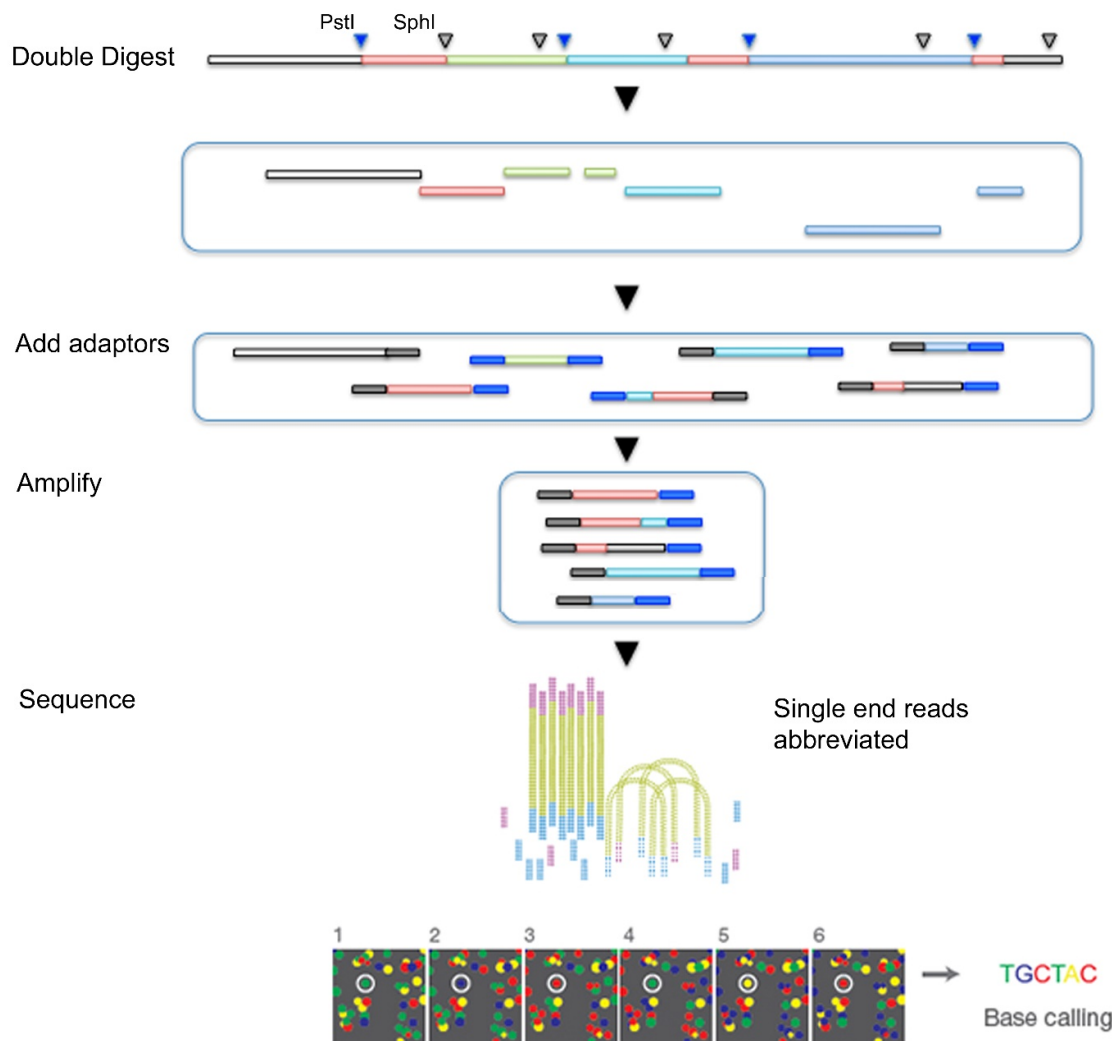 PstI
SphI
Double Digest
Add adaptors
Amplify
Sequence
Single end reads
abbreviated
1
2
3
4
5
6
TGCTAC
Base calling